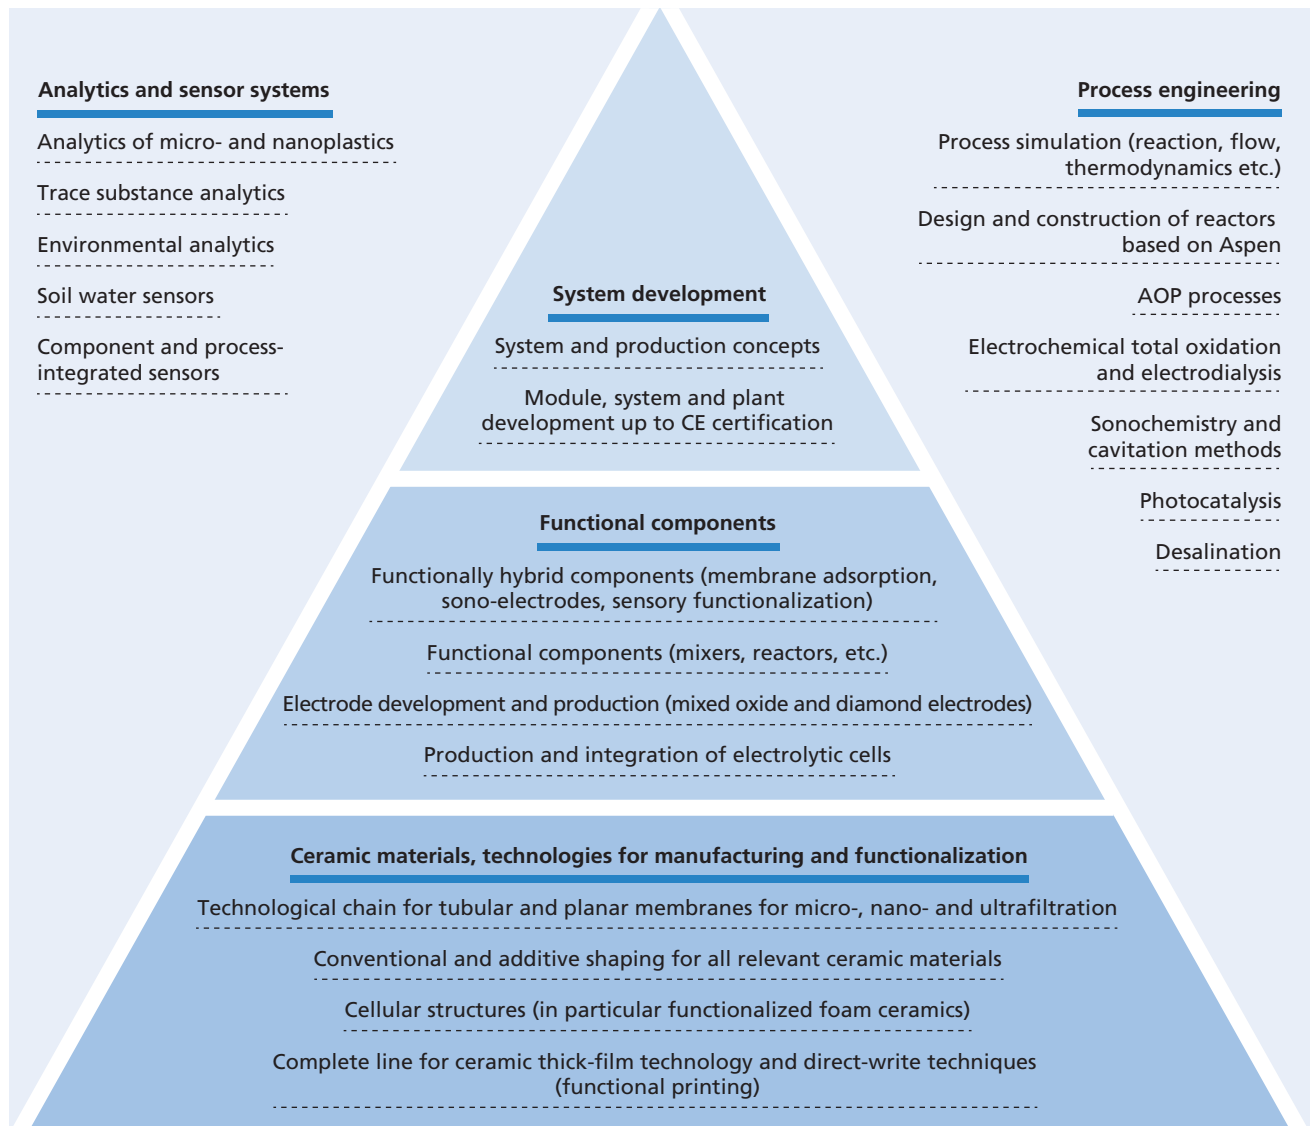 Analytics and sensor systems
Analytics of micro- and nanoplastics
Trace substance analytics
Environmental analytics
Soil water sensors
Component and process-
integrated sensors
Process engineering
Process simulation (reaction, flow,
thermodynamics etc.)
Design and construction of reactors
based on Aspen
AOP processes
Electrochemical total oxidation
and electrodialysis
Sonochemistry and
cavitation methods
Photocatalysis
Desalination
System development
System and production concepts
Module, system and plant
development up to CE certification
Functional components
Functionally hybrid components (membrane adsorption,
sono-electrodes, sensory functionalization)
Functional components (mixers, reactors, etc.)
Electrode development and production (mixed oxide and diamond electrodes)
Production and integration of electrolytic cells
Ceramic materials, technologies for manufacturing and functionalization
Technological chain for tubular and planar membranes for micro-, nano- and ultrafiltration
Conventional and additive shaping for all relevant ceramic materials
Cellular structures (in particular functionalized foam ceramics)
Complete line for ceramic thick-film technology and direct-write techniques
(functional printing)